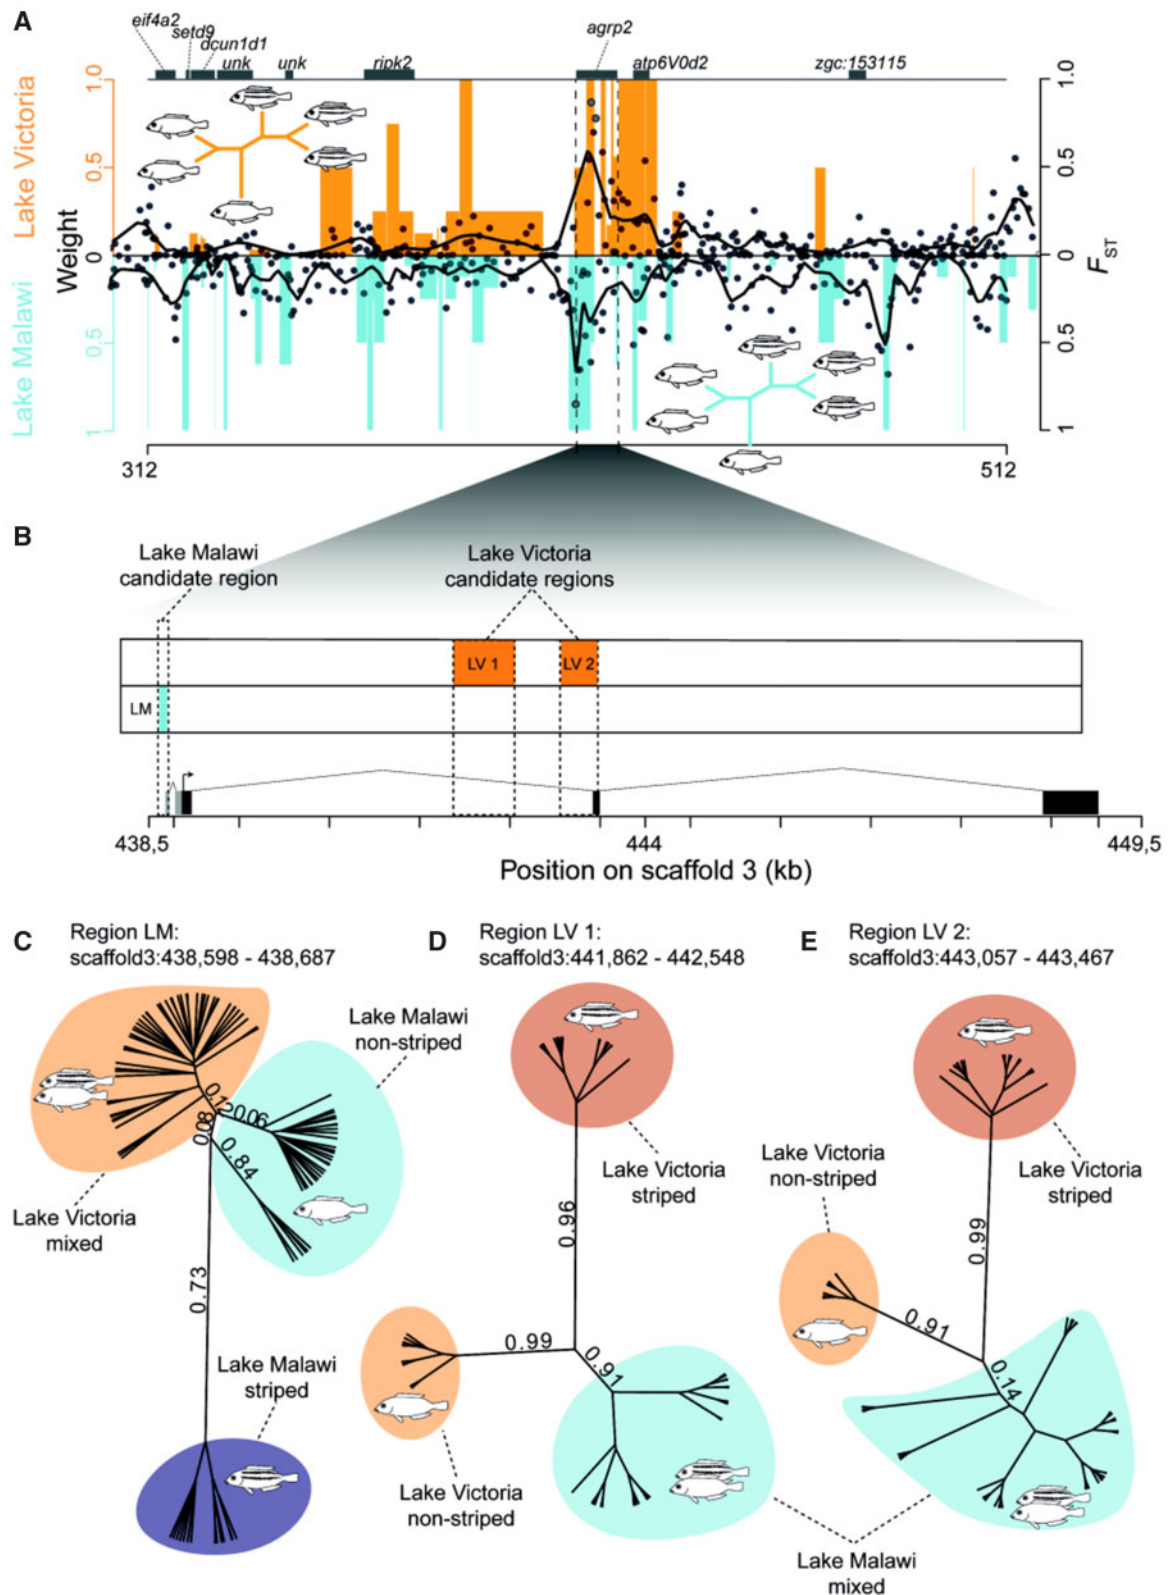 A
eif4a2
setd9
dcun1d1
unk
unk
ripk2
agrp2
atp6V0d2
zgc:153115
Lake Victoria
Lake Malawi
Weight
1.0
0.5
0
0.5
1
1.0
0.5
0
0.5
1
FST
312
512
B
Lake Malawi
candidate region
Lake Victoria
candidate regions
LV 1
LV 2
LM
438,5
444
449,5
Position on scaffold 3 (kb)
C
Region LM:
scaffold3:438,598 - 438,687
D
Region LV 1:
scaffold3:441,862 - 442,548
E
Region LV 2:
scaffold3:443,057 - 443,467
Lake Malawi
non-striped
0.84
0.73
Lake Victoria
mixed
Lake Malawi
striped
Lake Victoria
striped
0.96
0.99
0.91
Lake Victoria
non-striped
Lake Victoria
non-striped
Lake Victoria
striped
0.99
0.91
0.14
Lake Malawi
mixed